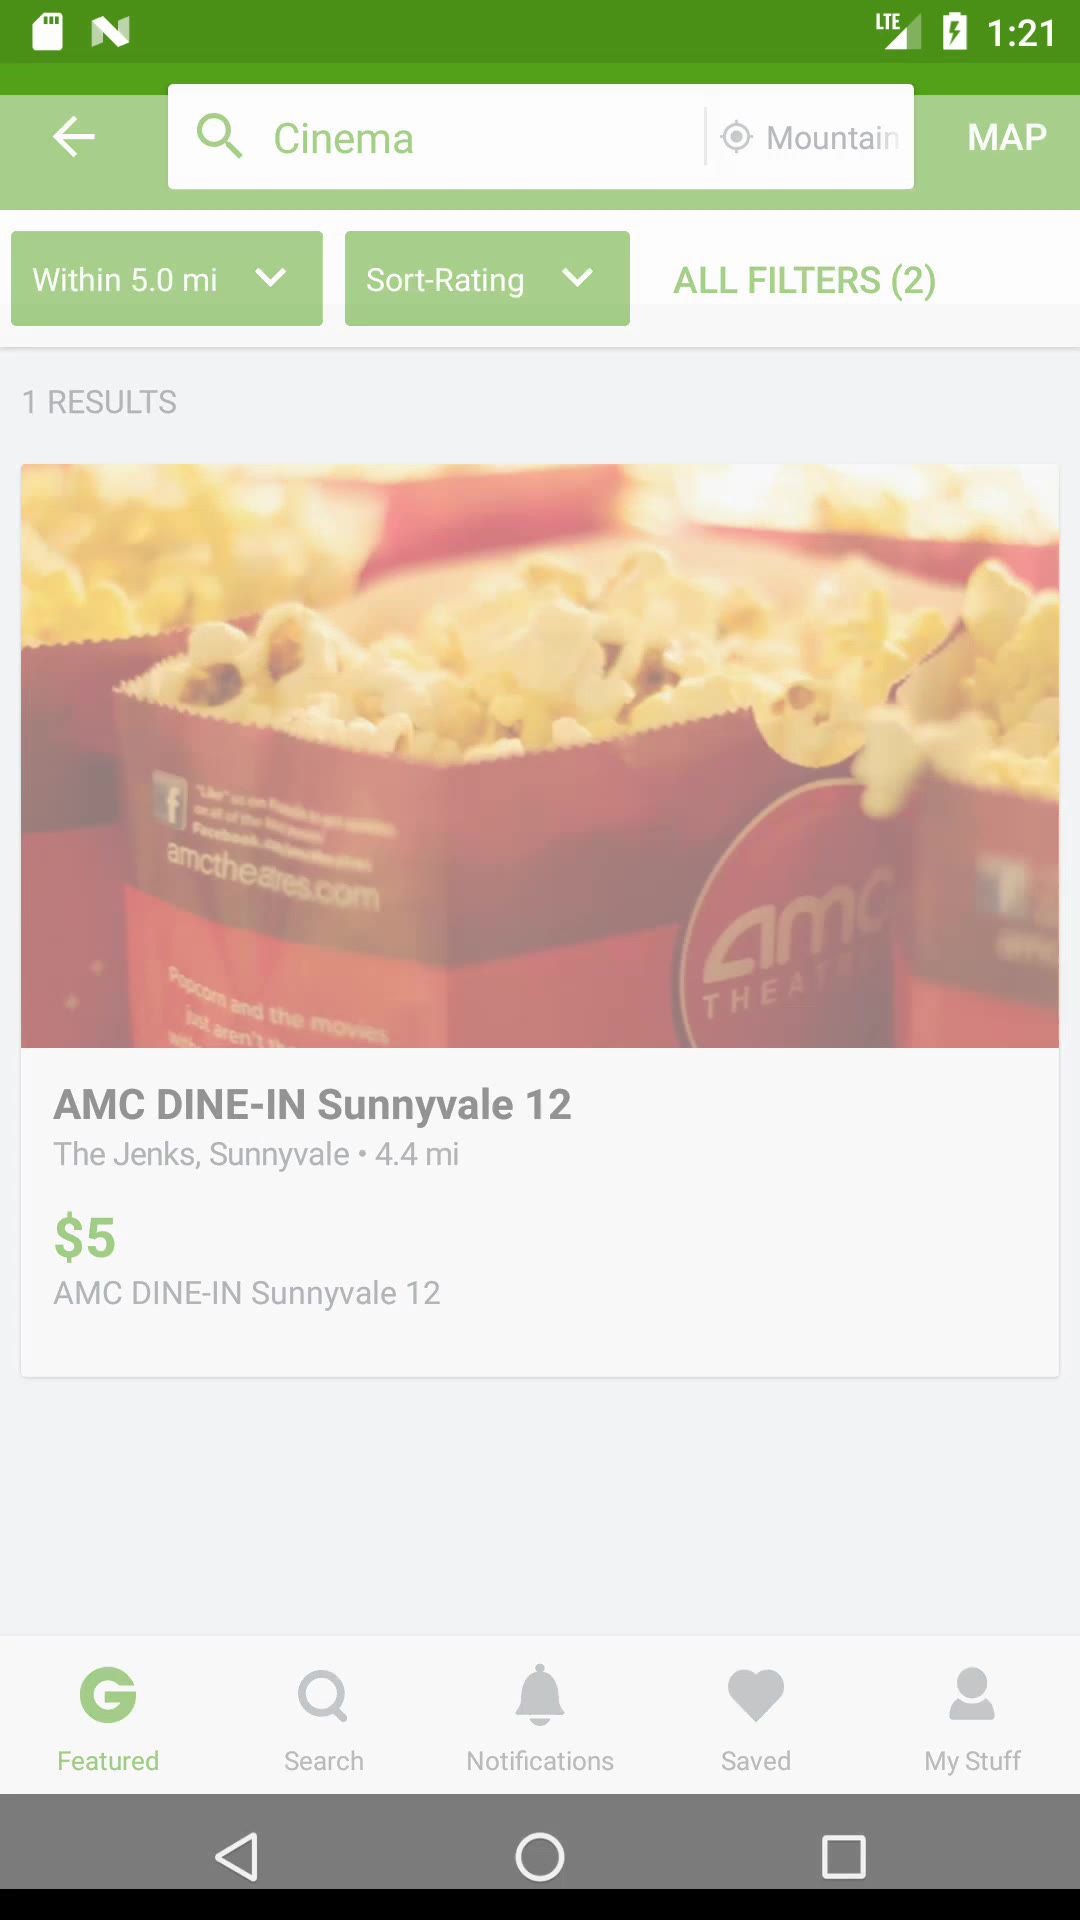 LTE 1:21
Cinema Mountain MAP
Within 5.0 mi Sort-Rating ALL FILTERS (2)
1 RESULTS
amctheatres.com
Popcorn and the movies
just aren't
amc
THEAT
AMC DINE-IN Sunnyvale 12
The Jenks, Sunnyvale • 4.4 mi
$5
AMC DINE-IN Sunnyvale 12
Featured Search Notifications Saved My Stuff